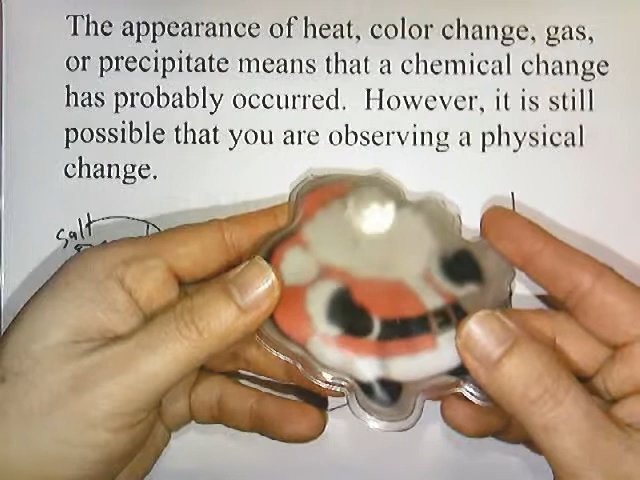 The appearance of heat, color change, gas,
or precipitate means that a chemical change
has probably occurred.  However, it is still
possible that you are observing a physical
change.
Salt